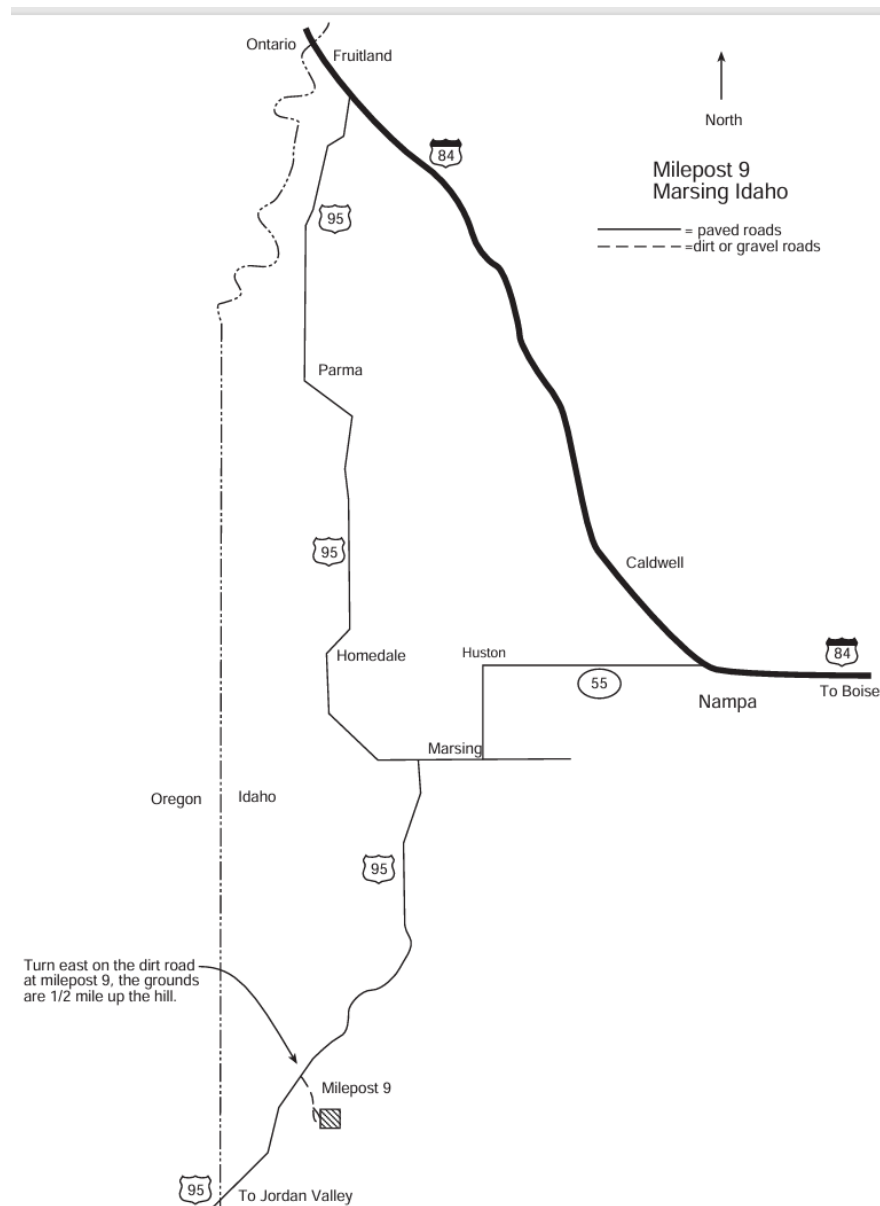 Ontario
Fruitland
North
84
Milepost 9
Marsing Idaho
95
= paved roads
=dirt or gravel roads
Parma
95
Caldwell
Homedale
Huston
84
55
Nampa
To Boise
Marsing
Oregon
Idaho
95
Turn east on the dirt road
at milepost 9, the grounds
are 1/2 mile up the hill.
Milepost 9
95
To Jordan Valley